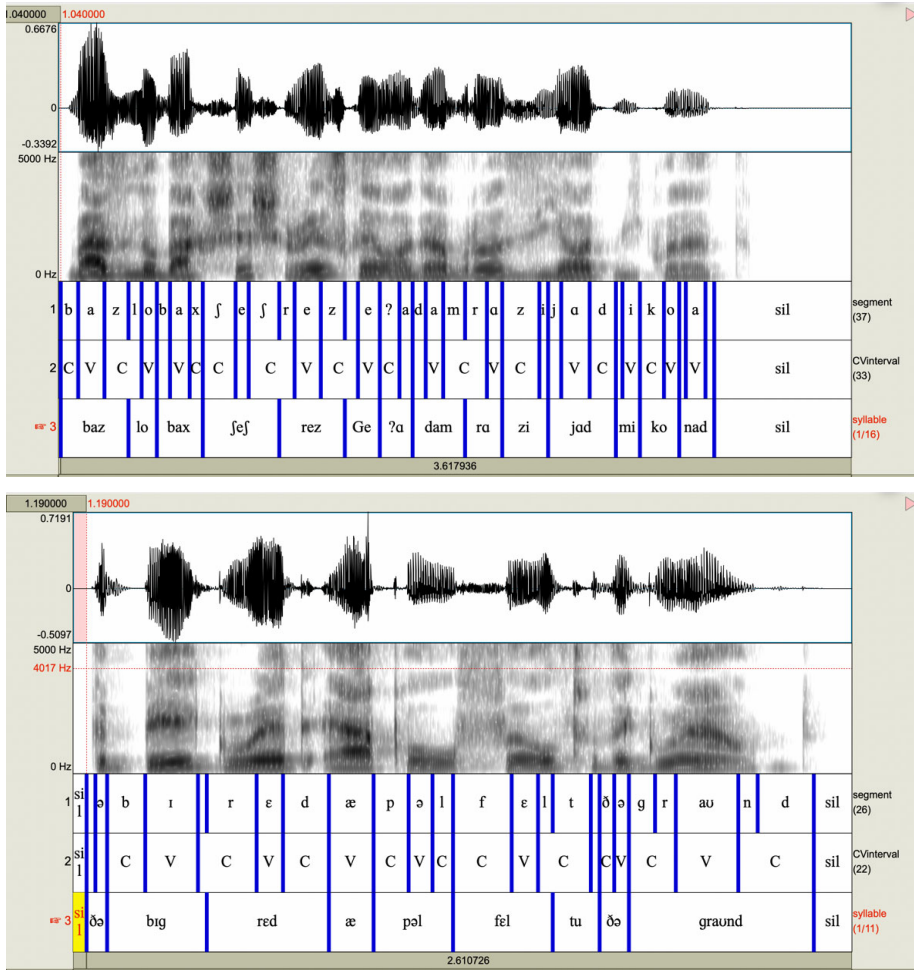 1.040000 1.040000
0.6676
0
-0.3392
5000 Hz
0 Hz
1 b a z l o b a x ʃ e ʃ r e z e ʔ a d a m r ɑ z i j ɑ d i k o a sil segment (37)
2 C V C V V C C V C V C V C V C V C V C V V sil CVinterval (33)
3 baz lo bax ʃeʃ rez Ge ʔɑ dam rɑ zi jɑd mi ko nad sil syllable (1/16)
3.617936
1.190000 1.190000
0.7191
0
-0.5097
5000 Hz
4017 Hz
0 Hz
1 sil ə b ɪ r ɛ d æ p ə l f ɛ l t ð ə ɡ r aʊ n d sil segment (26)
2 sil C V C V C V C V C C V C C V C V C sil CVinterval (22)
3 sil ðə bɪɡ rɛd æ pəl fɛl tu ðə ɡraʊnd sil syllable (1/11)
2.610726